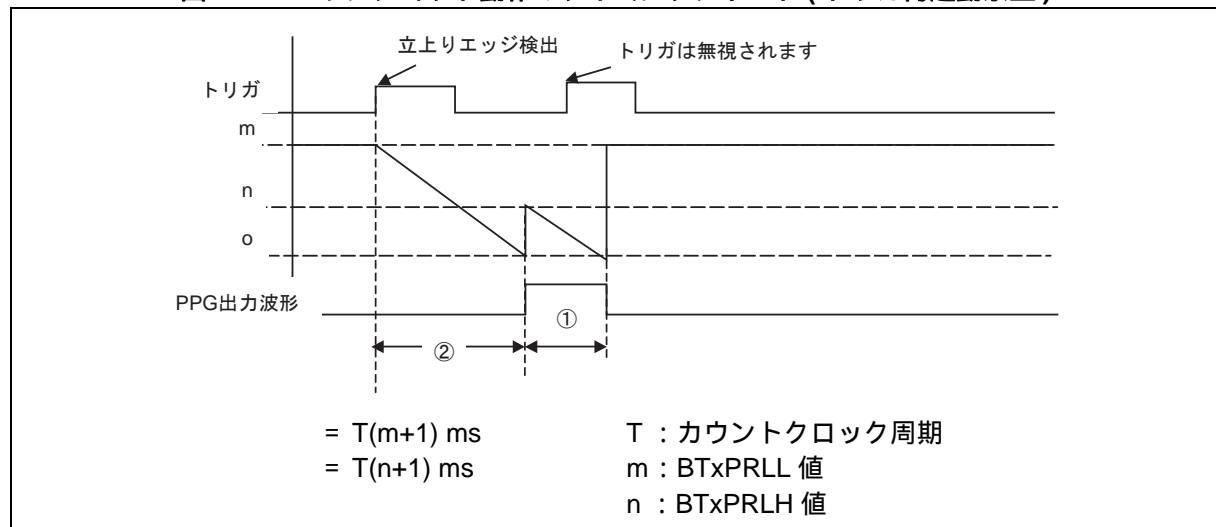 立上りエッジ検出
トリガは無視されます
トリガ
m
n
o
PPG出力波形
①
②
= T(m+1) ms
= T(n+1) ms
T ：カウントクロック周期
m：BTxPRLL 値
n ：BTxPRLH 値